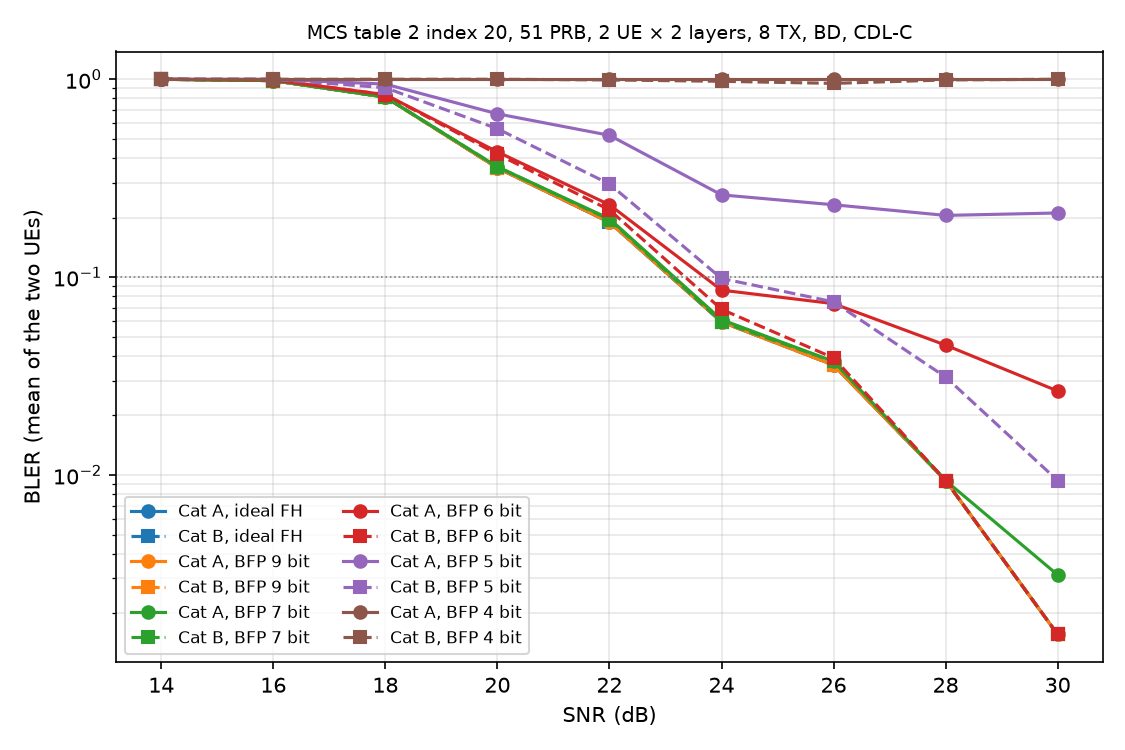 MCS table 2 index 20, 51 PRB, 2 UE × 2 layers, 8 TX, BD, CDL-C
BLER (mean of the two UEs)
10⁰
10⁻¹
10⁻²
Cat A, ideal FH
Cat B, ideal FH
Cat A, BFP 9 bit
Cat B, BFP 9 bit
Cat A, BFP 7 bit
Cat B, BFP 7 bit
Cat A, BFP 6 bit
Cat B, BFP 6 bit
Cat A, BFP 5 bit
Cat B, BFP 5 bit
Cat A, BFP 4 bit
Cat B, BFP 4 bit
14 16 18 20 22 24 26 28 30
SNR (dB)